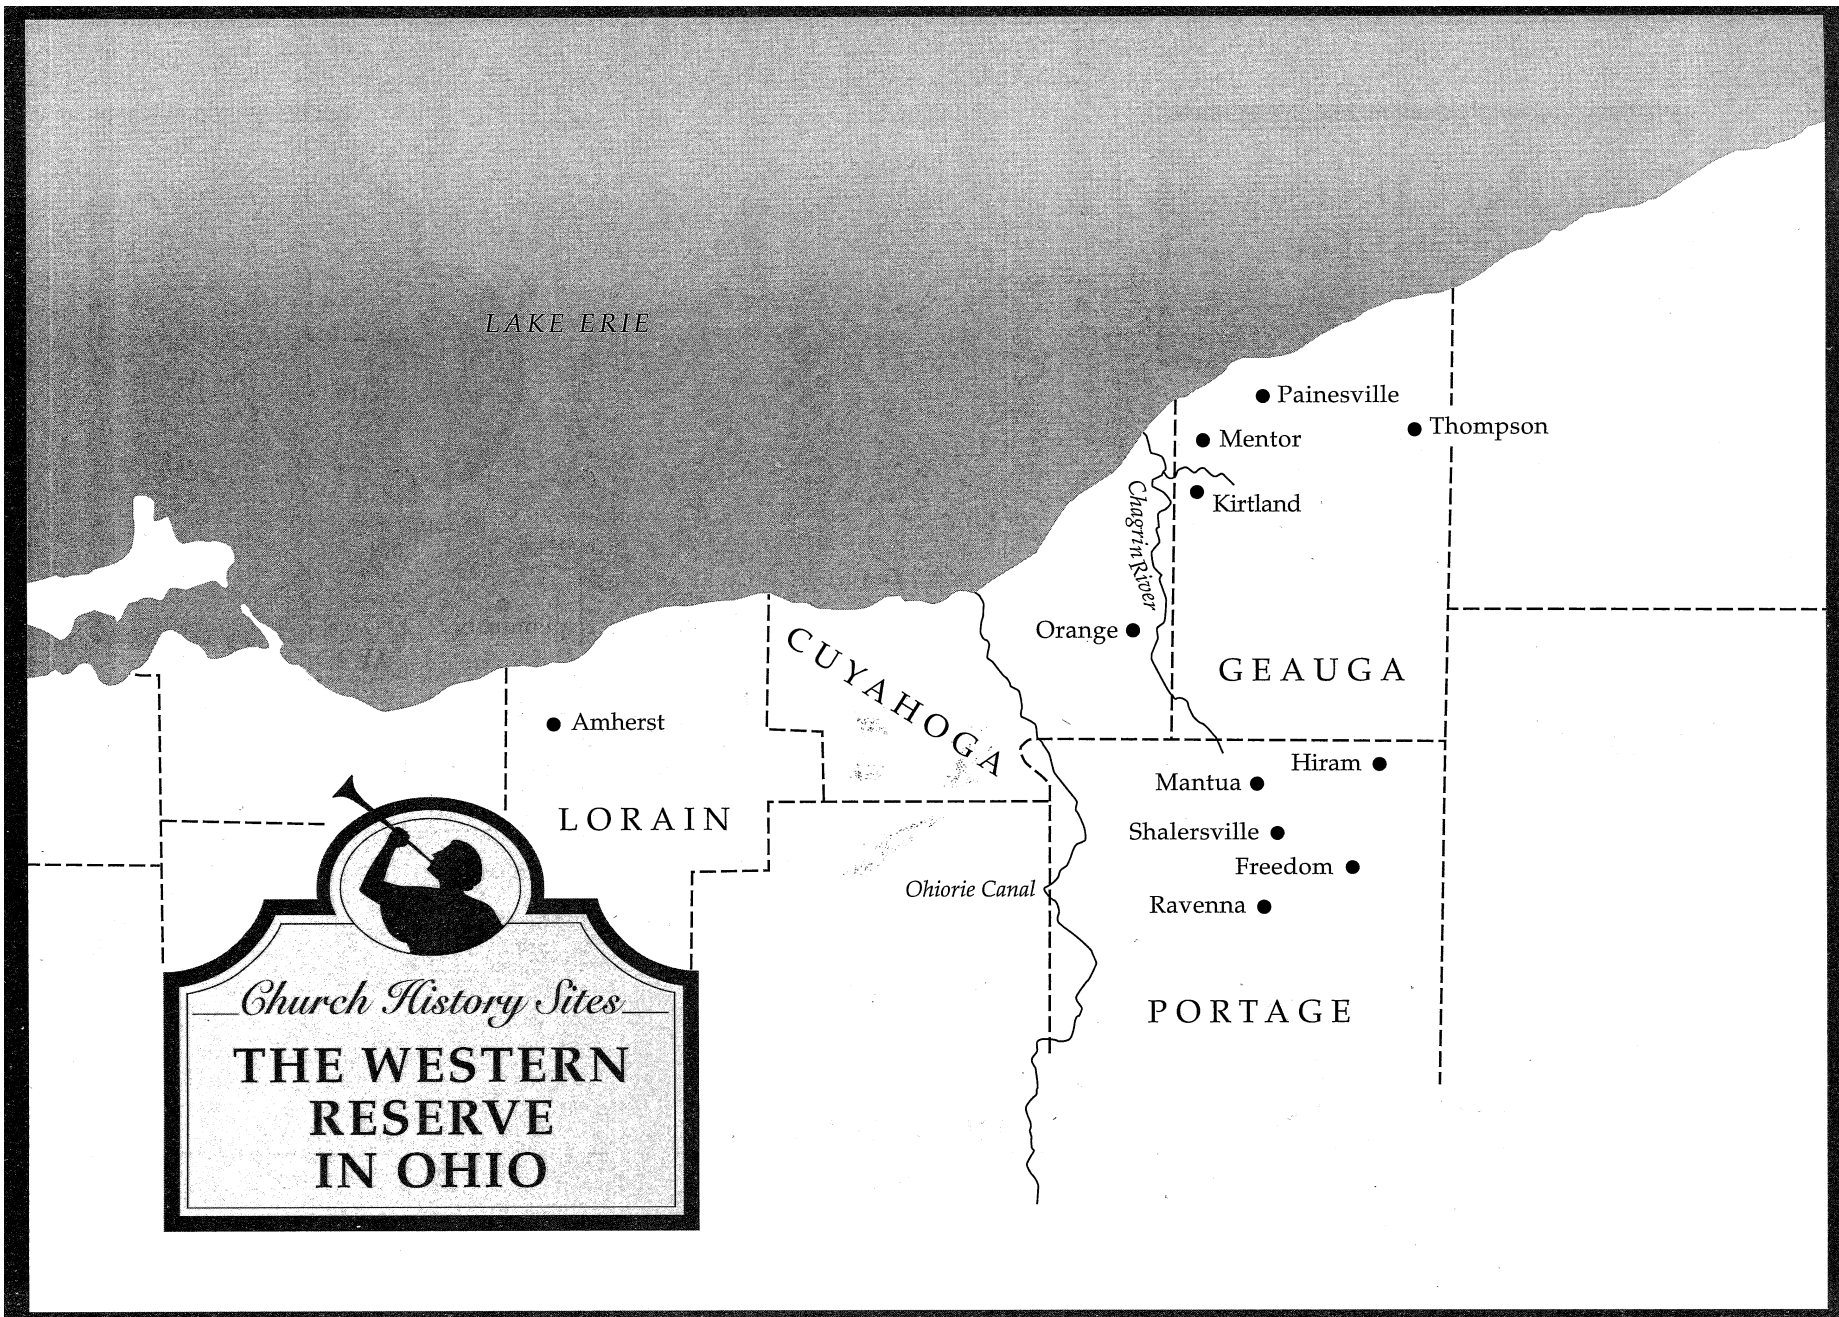 LAKE ERIE
Painesville
Thompson
Mentor
Kirtland
Chagrin River
Orange
CUYAHOGA
GEAUGA
Amherst
Hiram
Mantua
LORAIN
Shalersville
Freedom
Ohiorie Canal
Ravenna
PORTAGE
Church History Sites
THE WESTERN
RESERVE
IN OHIO